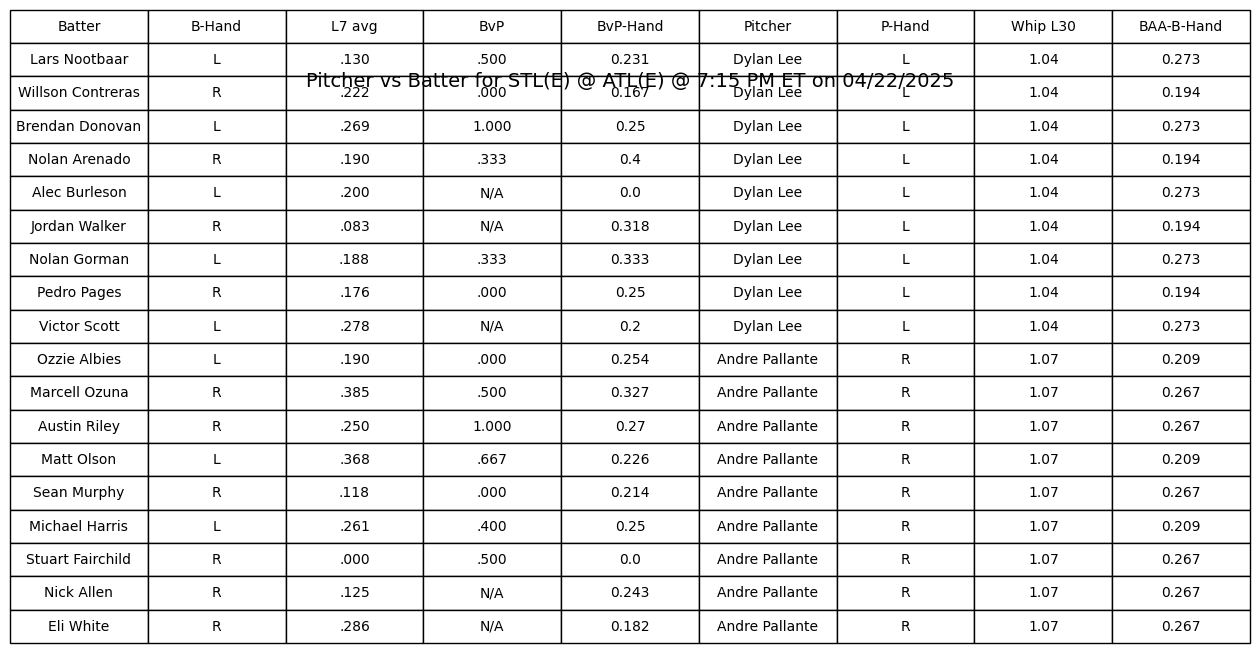 Batter B-Hand L7 avg BvP BvP-Hand Pitcher P-Hand Whip L30 BAA-B-Hand
Lars Nootbaar L .130 .500 0.231 Dylan Lee L 1.04 0.273
Pitcher vs Batter for STL(E) @ ATL(E) @ 7:15 PM ET on 04/22/2025
Willson Contreras R .222 .000 0.167 Dylan Lee L 1.04 0.194
Brendan Donovan L .269 1.000 0.25 Dylan Lee L 1.04 0.273
Nolan Arenado R .190 .333 0.4 Dylan Lee L 1.04 0.194
Alec Burleson L .200 N/A 0.0 Dylan Lee L 1.04 0.273
Jordan Walker R .083 N/A 0.318 Dylan Lee L 1.04 0.194
Nolan Gorman L .188 .333 0.333 Dylan Lee L 1.04 0.273
Pedro Pages R .176 .000 0.25 Dylan Lee L 1.04 0.194
Victor Scott L .278 N/A 0.2 Dylan Lee L 1.04 0.273
Ozzie Albies L .190 .000 0.254 Andre Pallante R 1.07 0.209
Marcell Ozuna R .385 .500 0.327 Andre Pallante R 1.07 0.267
Austin Riley R .250 1.000 0.27 Andre Pallante R 1.07 0.267
Matt Olson L .368 .667 0.226 Andre Pallante R 1.07 0.209
Sean Murphy R .118 .000 0.214 Andre Pallante R 1.07 0.267
Michael Harris L .261 .400 0.25 Andre Pallante R 1.07 0.209
Stuart Fairchild R .000 .500 0.0 Andre Pallante R 1.07 0.267
Nick Allen R .125 N/A 0.243 Andre Pallante R 1.07 0.267
Eli White R .286 N/A 0.182 Andre Pallante R 1.07 0.267